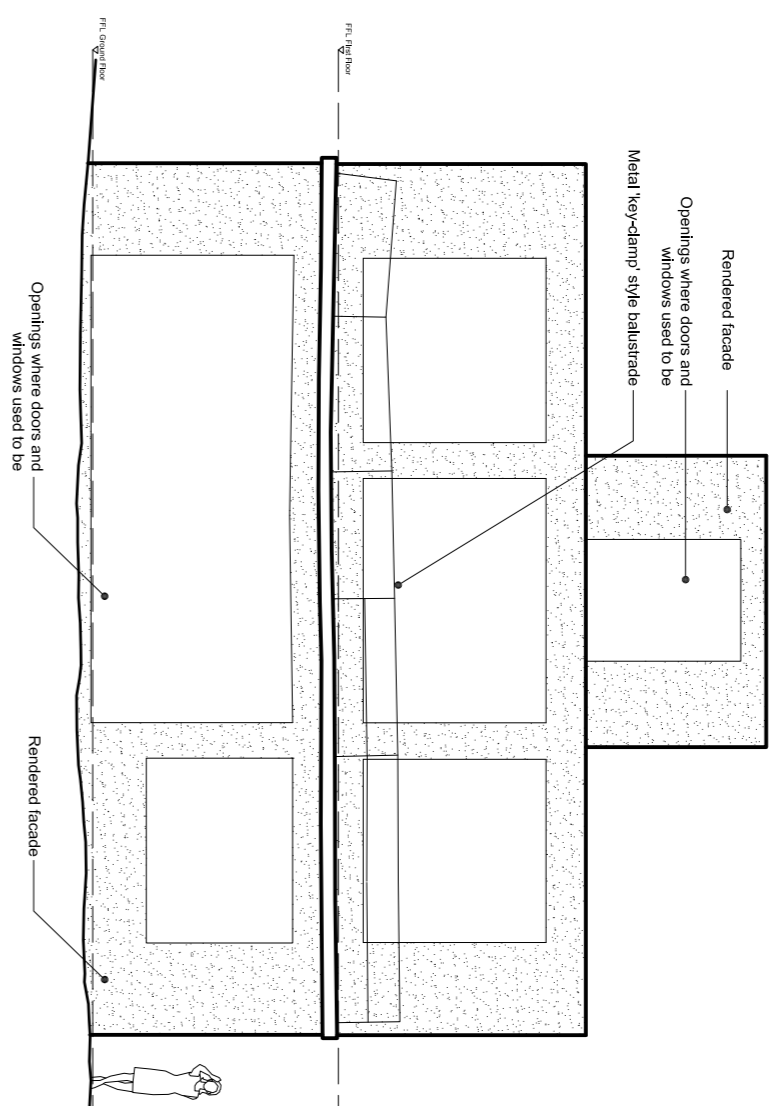 Rendered facade
Openings where doors and
windows used to be
Metal 'key-clamp' style balustrade
FFL First Floor
FFL Ground Floor
Openings where doors and
windows used to be
Rendered facade